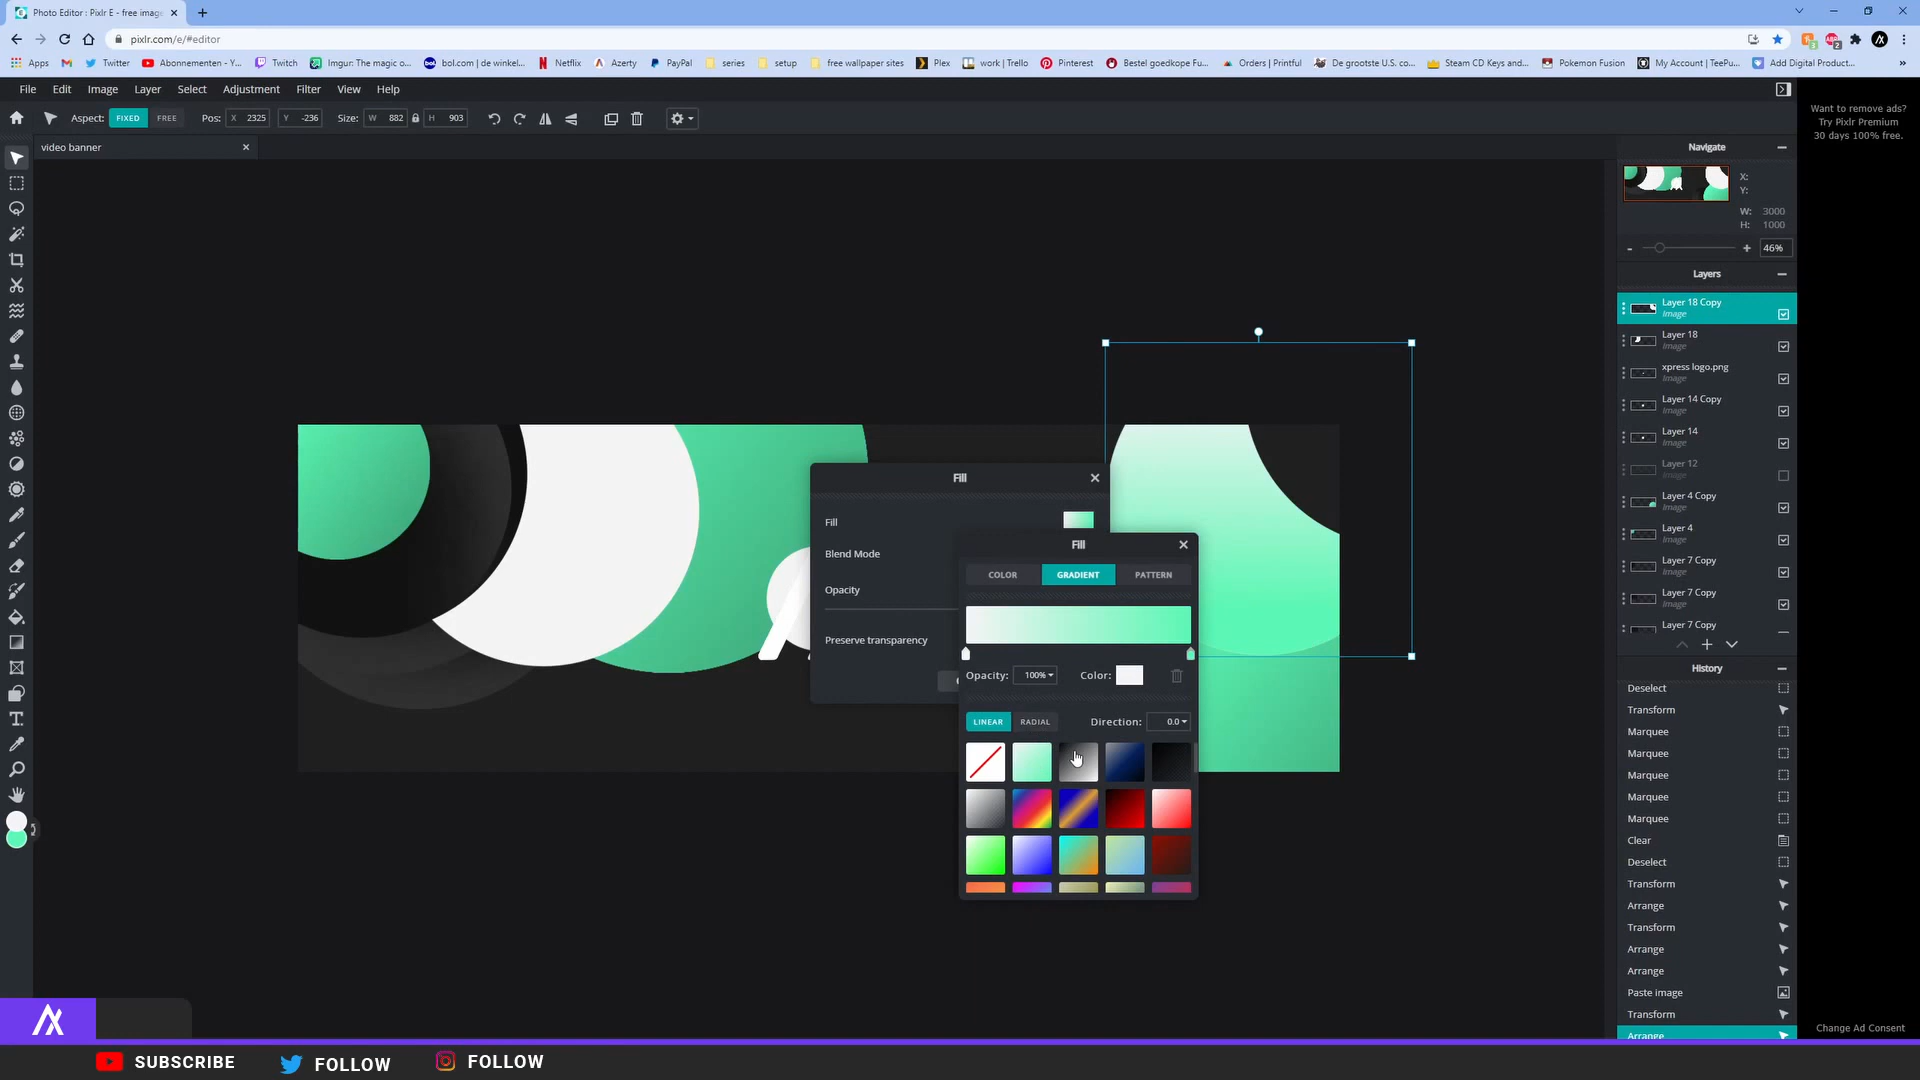 Photo Editor : Pixlr E - free imag
pixlr.com/e/#editor
Apps
Twitter
Abonnementen - Y...
Twitch
Imgur: The magic o...
bol.com | de winkel...
Netflix
Azerty
PayPal
series
setup
free wallpaper sites
Plex
work | Trello
Pinterest
Bestel goedkope Fu...
Orders | Printful
De grootste U.S. co...
Steam CD Keys and...
Pokemon Fusion
My Account | TeePu...
Add Digital Product...
File Edit Image Layer Select Adjustment Filter View Help
Aspect: FIXED FREE Pos: X 2325 Y -236 Size: W 882 H 903
video banner
Want to remove ads?
Try Pixlr Premium
30 days 100% free.
Navigate
X:
Y:
W: 3000
H: 1000
46%
Layers
Layer 18 Copy
Image
Layer 18
Image
xpress logo.png
Image
Layer 14 Copy
Image
Layer 14
Image
Layer 12
Image
Layer 4 Copy
Image
Layer 4
Image
Layer 7 Copy
Image
Layer 7 Copy
Image
Layer 7 Copy
History
Deselect
Transform
Marquee
Marquee
Marquee
Marquee
Marquee
Clear
Deselect
Transform
Arrange
Transform
Arrange
Arrange
Paste image
Transform
Arrange
Fill
Fill
Blend Mode
Opacity
Preserve transparency
Fill
COLOR GRADIENT PATTERN
Opacity: 100% Color:
LINEAR RADIAL Direction: 0.0
Change Ad Consent
SUBSCRIBE
FOLLOW
FOLLOW